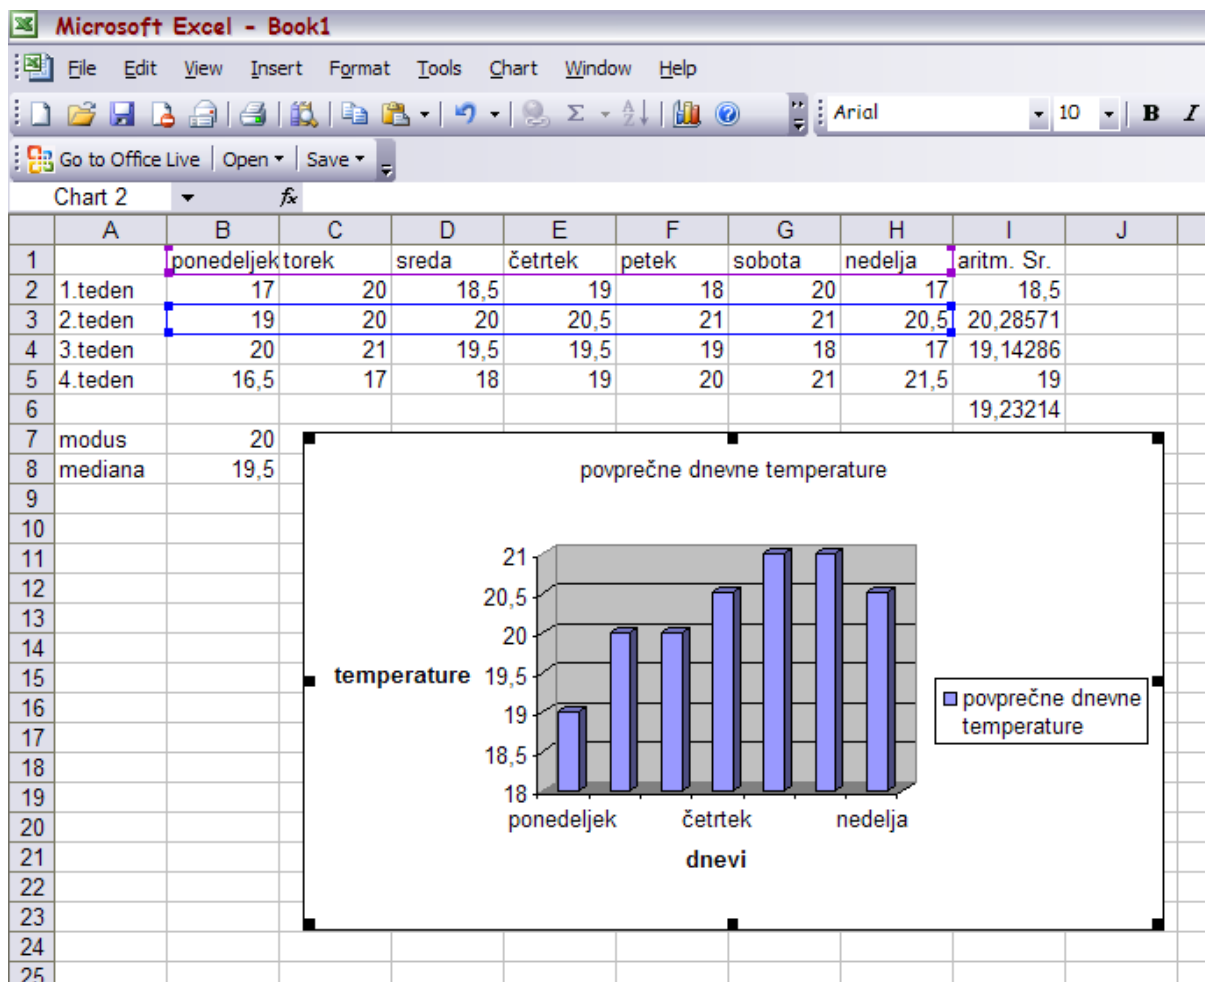 Microsoft Excel - Book1
File Edit View Insert Format Tools Chart Window Help
Arial 10 B I
Go to Office Live Open Save
Chart 2 fx
A B C D E F G H I J
1 ponedeljek torek sreda četrtek petek sobota nedelja aritm. Sr.
2 1.teden 17 20 18,5 19 18 20 17 18,5
3 2.teden 19 20 20 20,5 21 21 20,5 20,28571
4 3.teden 20 21 19,5 19,5 19 18 17 19,14286
5 4.teden 16,5 17 18 19 20 21 21,5 19
6 19,23214
7 modus 20
8 mediana 19,5
9
10
11
12
13
14
15
16
17
18
19
20
21
22
23
24
25
povprečne dnevne temperature
21
20,5
20
19,5
19
18,5
18
temperature
ponedeljek četrtek nedelja
dnevi
povprečne dnevne
temperature